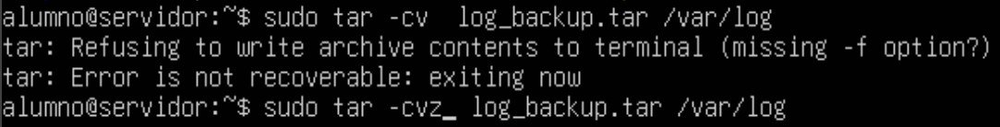 alumno@servidor:~$ sudo tar -cv  log_backup.tar /var/log
tar: Refusing to write archive contents to terminal (missing -f option?)
tar: Error is not recoverable: exiting now
alumno@servidor:~$ sudo tar -cvz_ log_backup.tar /var/log